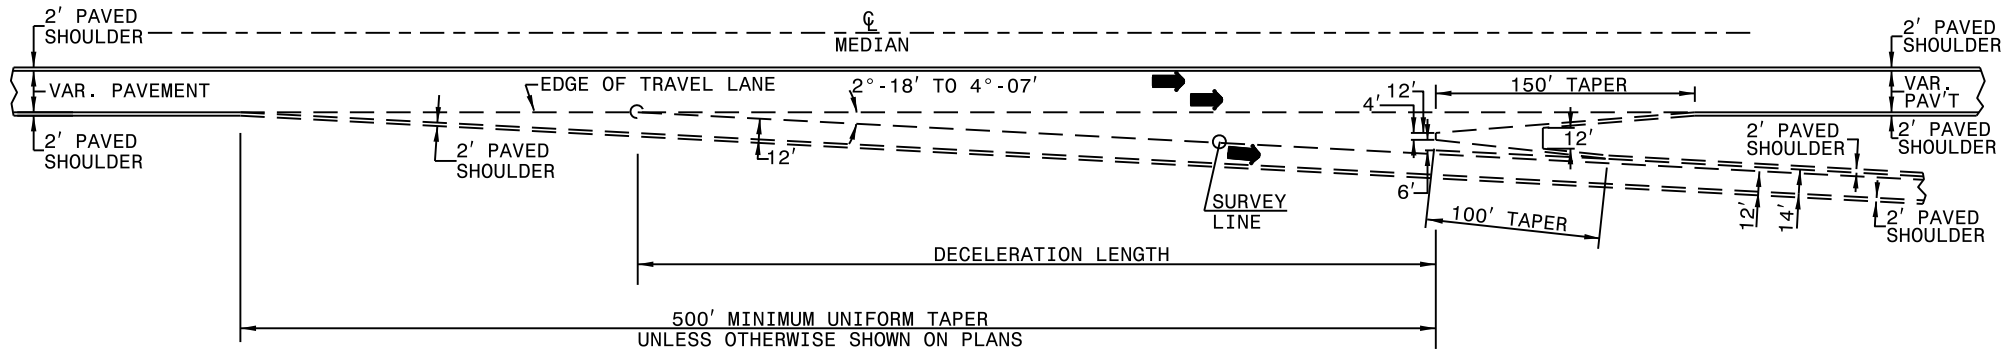 2' PAVED
SHOULDER
℄
MEDIAN
2' PAVED
SHOULDER
VAR. PAVEMENT
EDGE OF TRAVEL LANE
2°-18' TO 4°-07'
150' TAPER
VAR.
PAV'T
12'
4'
2' PAVED
SHOULDER
2' PAVED
SHOULDER
12'
12'
2' PAVED
SHOULDER
2' PAVED
SHOULDER
6'
SURVEY
LINE
100' TAPER
12'
14'
2' PAVED
SHOULDER
DECELERATION LENGTH
500' MINIMUM UNIFORM TAPER
UNLESS OTHERWISE SHOWN ON PLANS